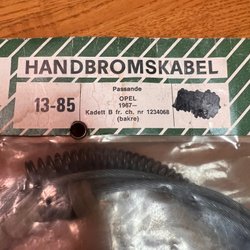 HANDBROMSKABEL
Passande
13-85
OPEL
1967—
Kadett B fr. ch. nr 1234068
(bakre)